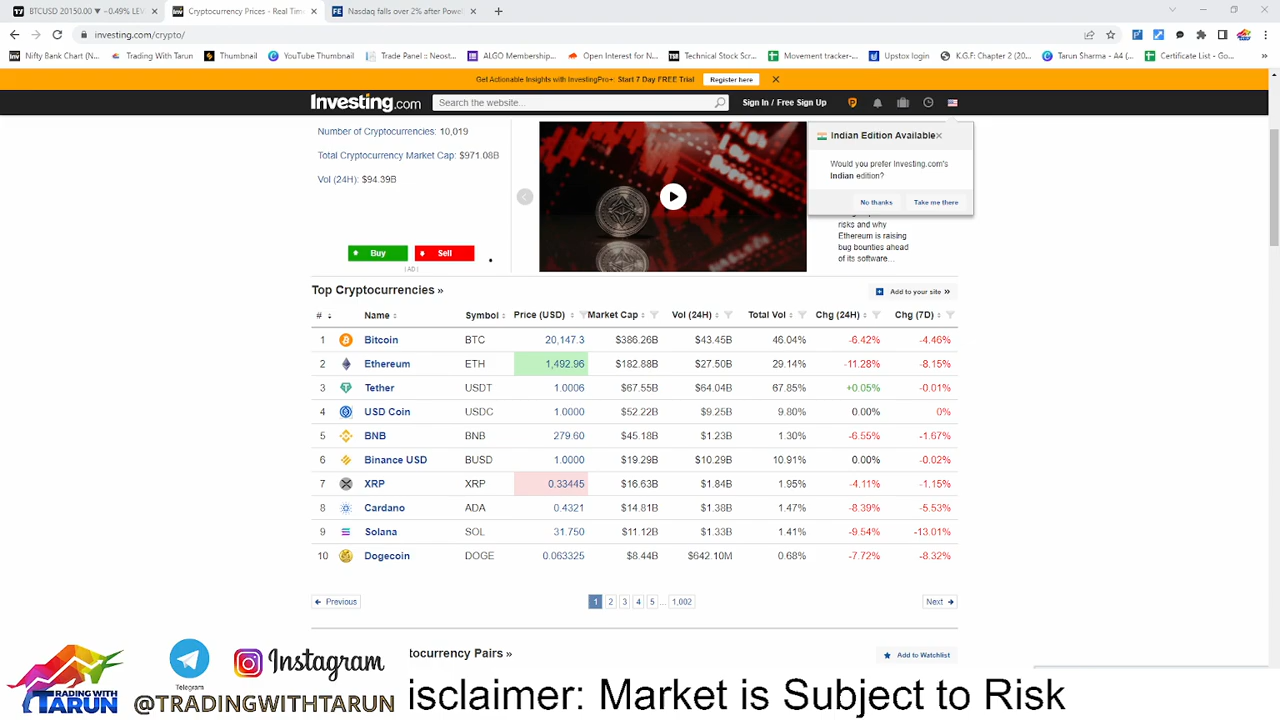 BTCUSD 20150.00 ▼ −0.49% LE
Cryptocurrency Prices - Real Tim
Nasdaq falls over 2% after Powel
investing.com/crypto/
Nifty Bank Chart (N...
Trading With Tarun
Thumbnail
YouTube Thumbnail
Trade Panel :: Neost...
ALGO Membership...
Open Interest for N...
Technical Stock Scr...
Movement tracker-...
Upstox login
K.G.F: Chapter 2 (20...
Tarun Sharma - A4 (...
Certificate List - Go...
Get Actionable Insights with InvestingPro+ Start 7 Day FREE Trial Register here
Investing.com
Search the website...
Sign In / Free Sign Up
Number of Cryptocurrencies: 10,019
Total Cryptocurrency Market Cap: $971.08B
Vol (24H): $94.39B
Buy
Sell
[AD]
Indian Edition Available
Would you prefer Investing.com's
Indian edition?
No thanks
Take me there
risks and why
Ethereum is raising
bug bounties ahead
of its software...
Top Cryptocurrencies »
Add to your site »
# Name Symbol Price (USD) Market Cap Vol (24H) Total Vol Chg (24H) Chg (7D)
1 Bitcoin BTC 20,147.3 $386.26B $43.45B 46.04% -6.42% -4.46%
2 Ethereum ETH 1,492.96 $182.88B $27.50B 29.14% -11.28% -8.15%
3 Tether USDT 1.0006 $67.55B $64.04B 67.85% +0.05% -0.01%
4 USD Coin USDC 1.0000 $52.22B $9.25B 9.80% 0.00% 0%
5 BNB BNB 279.60 $45.18B $1.23B 1.30% -6.55% -1.67%
6 Binance USD BUSD 1.0000 $19.29B $10.29B 10.91% 0.00% -0.02%
7 XRP XRP 0.33445 $16.63B $1.84B 1.95% -4.11% -1.15%
8 Cardano ADA 0.4321 $14.81B $1.38B 1.47% -8.39% -5.53%
9 Solana SOL 31.750 $11.12B $1.33B 1.41% -9.54% -13.01%
10 Dogecoin DOGE 0.063325 $8.44B $642.10M 0.68% -7.72% -8.32%
Previous
1 2 3 4 5 ... 1,002
Next
tocurrency Pairs »
Add to Watchlist
Telegram
Instagram
TRADING WITH
TARUN
@TRADINGWITHTARUN
isclaimer: Market is Subject to Risk